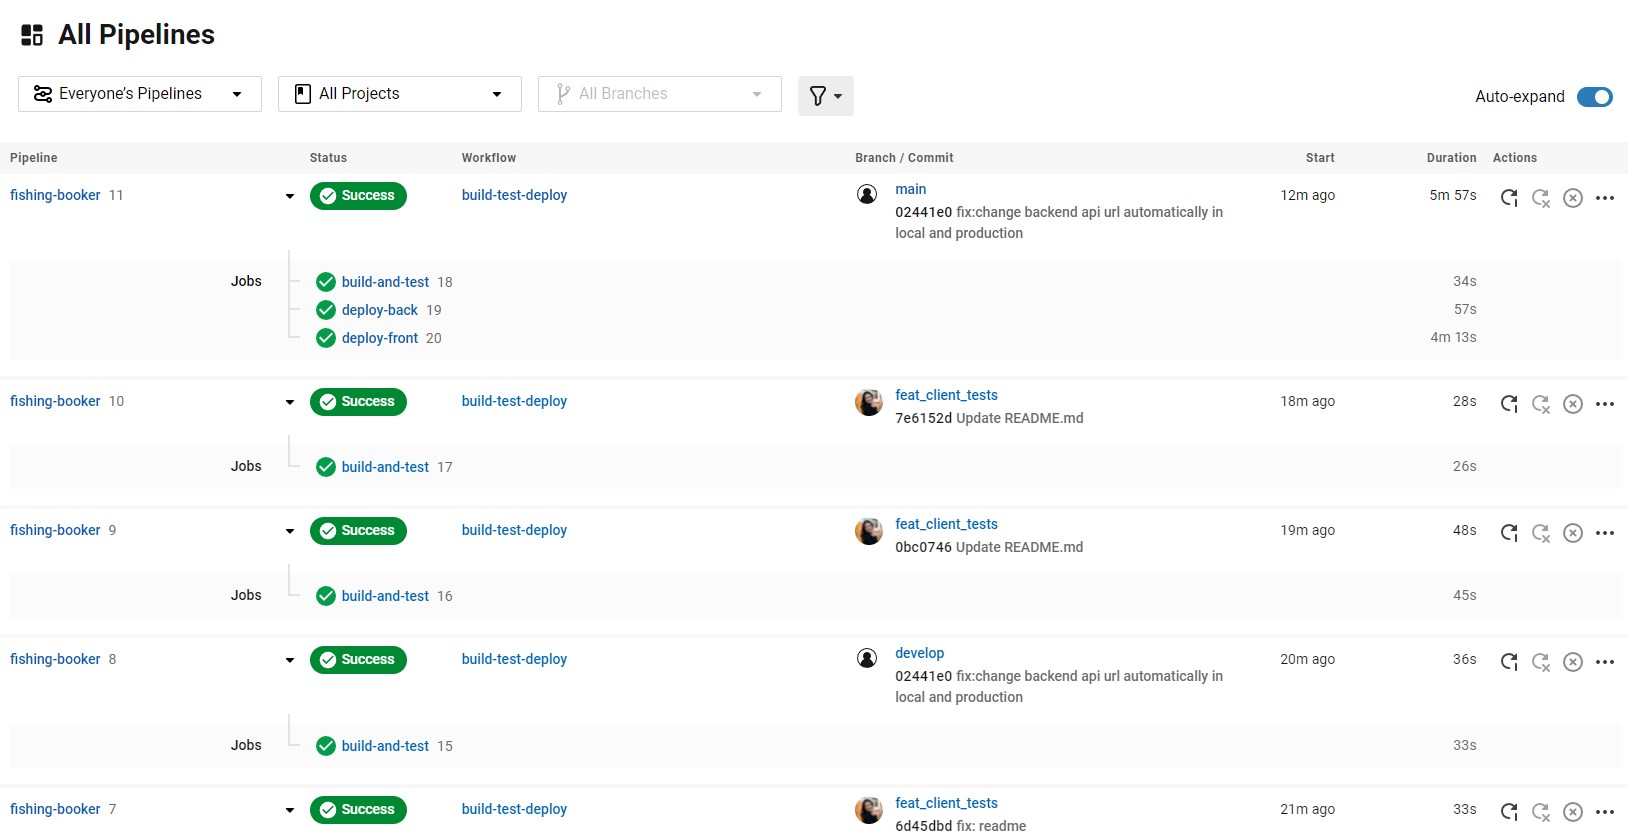 All Pipelines
Everyone's Pipelines
All Projects
All Branches
Auto-expand
Pipeline Status Workflow Branch / Commit Start Duration Actions
fishing-booker 11 Success build-test-deploy main 12m ago 5m 57s
02441e0 fix:change backend api url automatically in
local and production
Jobs build-and-test 18 34s
deploy-back 19 57s
deploy-front 20 4m 13s
fishing-booker 10 Success build-test-deploy feat_client_tests 18m ago 28s
7e6152d Update README.md
Jobs build-and-test 17 26s
fishing-booker 9 Success build-test-deploy feat_client_tests 19m ago 48s
0bc0746 Update README.md
Jobs build-and-test 16 45s
fishing-booker 8 Success build-test-deploy develop 20m ago 36s
02441e0 fix:change backend api url automatically in
local and production
Jobs build-and-test 15 33s
fishing-booker 7 Success build-test-deploy feat_client_tests 21m ago 33s
6d45dbd fix: readme